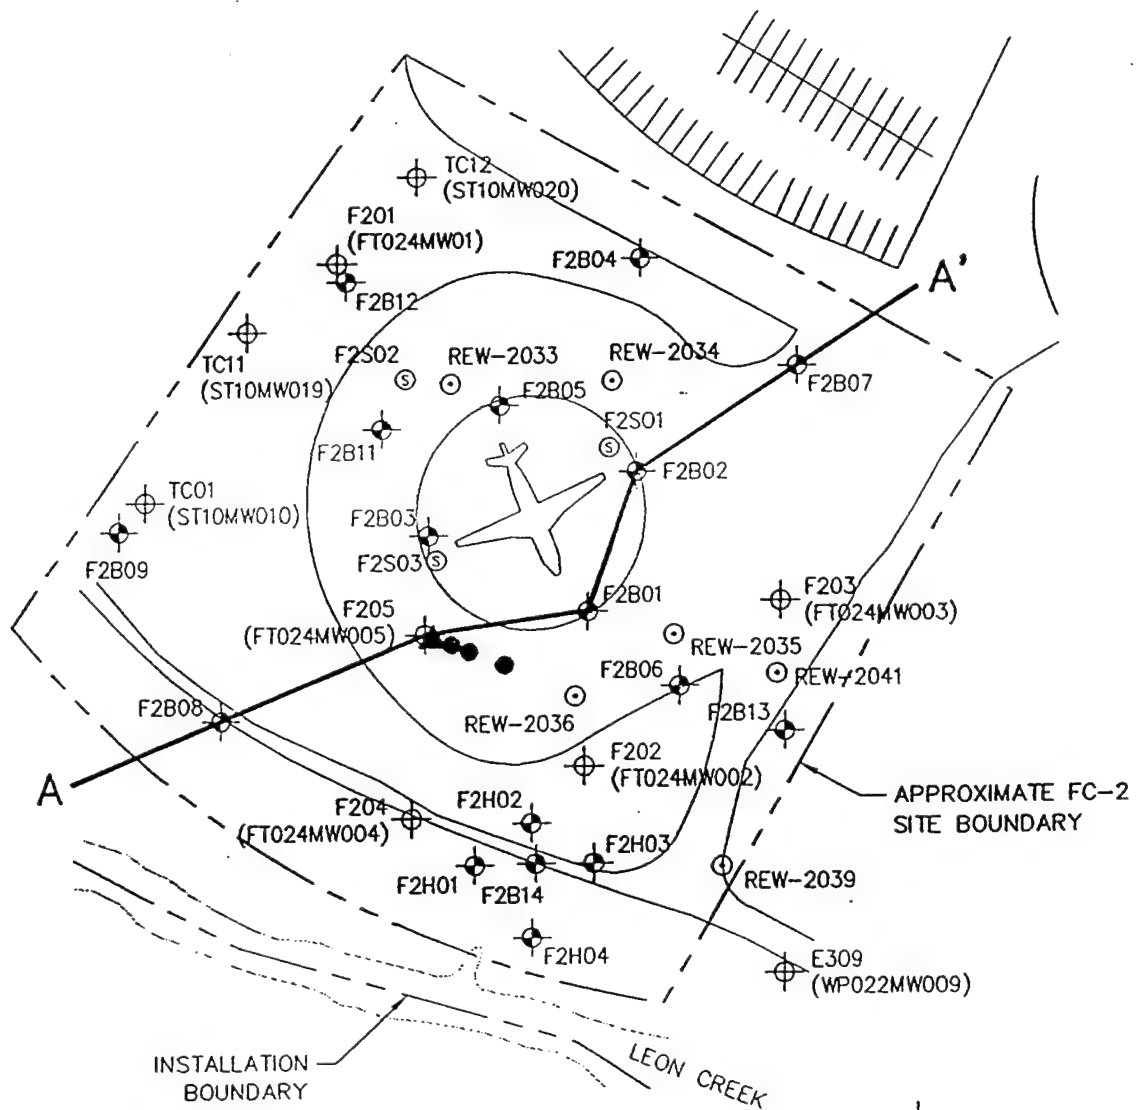 TC12
(ST10MW020)
F201
(FT024MW01)
F2B04
A'
F2B12
TC11
(ST10MW019)
F2S02
REW-2033
REW-2034
F2B07
F2B05
F2S01
F2B11
S
S
F2B02
TC01
(ST10MW010)
F2B03
F2S03
S
F2B09
F2B01
F205
(FT024MW005)
F203
(FT024MW003)
REW-2035
F2B06
REW-2041
F2B08
REW-2036
F2B13
F202
(FT024MW002)
A
APPROXIMATE FC-2
SITE BOUNDARY
F204
(FT024MW004)
F2H02
F2H03
F2H01
F2B14
REW-2039
F2H04
E309
(WP022MW009)
INSTALLATION
BOUNDARY
LEON CREEK